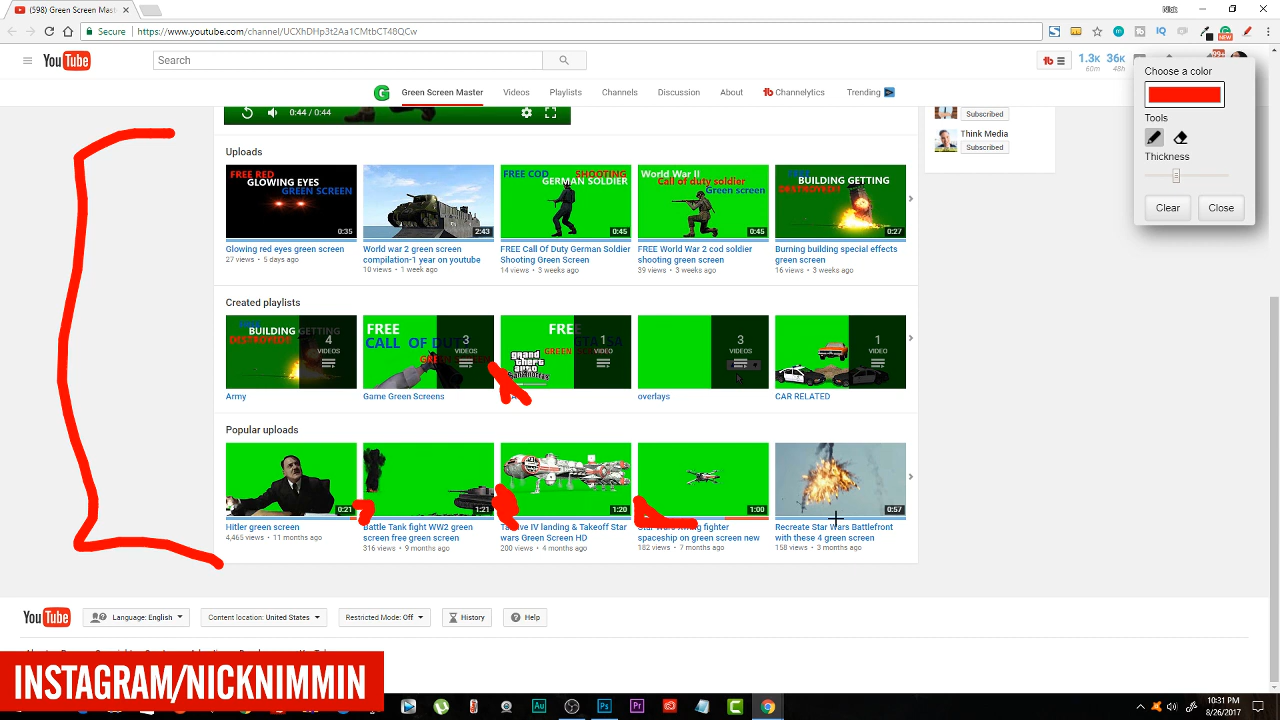 (598) Green Screen Mast
Nick
Secure
https://www.youtube.com/channel/UCXhDHp3t2Aa1CMtbCT48QCw
YouTube
Search
1.3K 36K
60m 48h
99+
NEW
Green Screen Master Videos Playlists Channels Discussion About Channelytics Trending
Choose a color
Tools
Thickness
Clear Close
0:44 / 0:44
Subscribed
Think Media
Subscribed
Uploads
FREE RED
GLOWING EYES
GREEN SCREEN
0:35
2:43
FREE COD SHOOTING
GERMAN SOLDIER
0:45
World War II
Call of duty soldier
Green screen
0:45
BUILDING GETTING
DESTROYED!!
0:27
Glowing red eyes green screen
27 views • 5 days ago
World war 2 green screen
compilation-1 year on youtube
10 views • 1 week ago
FREE Call Of Duty German Soldier
Shooting Green Screen
14 views • 3 weeks ago
FREE World War 2 cod soldier
shooting green screen
39 views • 3 weeks ago
Burning building special effects
green screen
16 views • 3 weeks ago
Created playlists
BUILDING GETTING
4
VIDEOS
FREE
CALL OF DUTY
3
VIDEOS
FREE
1
VIDEOS
3
VIDEOS
1
VIDEO
Army
Game Green Screens
overlays
CAR RELATED
Popular uploads
0:21
1:21
1:20
1:00
0:57
Hitler green screen
4,465 views • 11 months ago
Battle Tank fight WW2 green
screen free green screen
316 views • 9 months ago
IV landing & Takeoff Star
wars Green Screen HD
200 views • 4 months ago
fighter
spaceship on green screen new
182 views • 7 months ago
Recreate Star Wars Battlefront
with these 4 green screen
158 views • 3 months ago
YouTube
Language: English
Content location: United States
Restricted Mode: Off
History
Help
INSTAGRAM/NICKNIMMIN
10:31 PM
8/26/2017